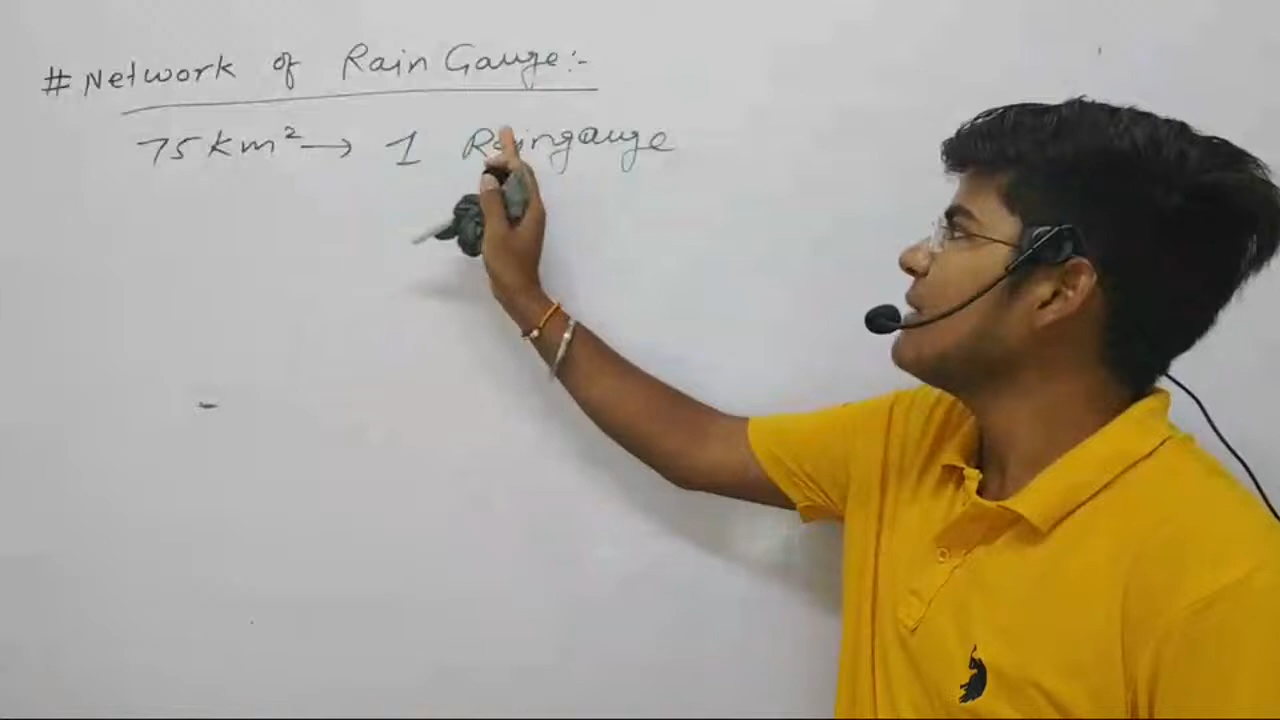 # Network of Rain Gauge:-
75 km² → 1 Raingauge